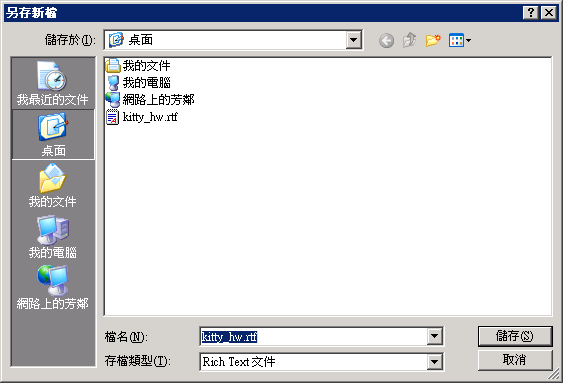 另存新檔
儲存於(I):
桌面
我的文件
我的電腦
網路上的芳鄰
kitty_hw.rtf
我最近的文件
桌面
我的文件
我的電腦
網路上的芳鄰
檔名(N):
kitty_hw.rtf
儲存(S)
存檔類型(T):
Rich Text 文件
取消